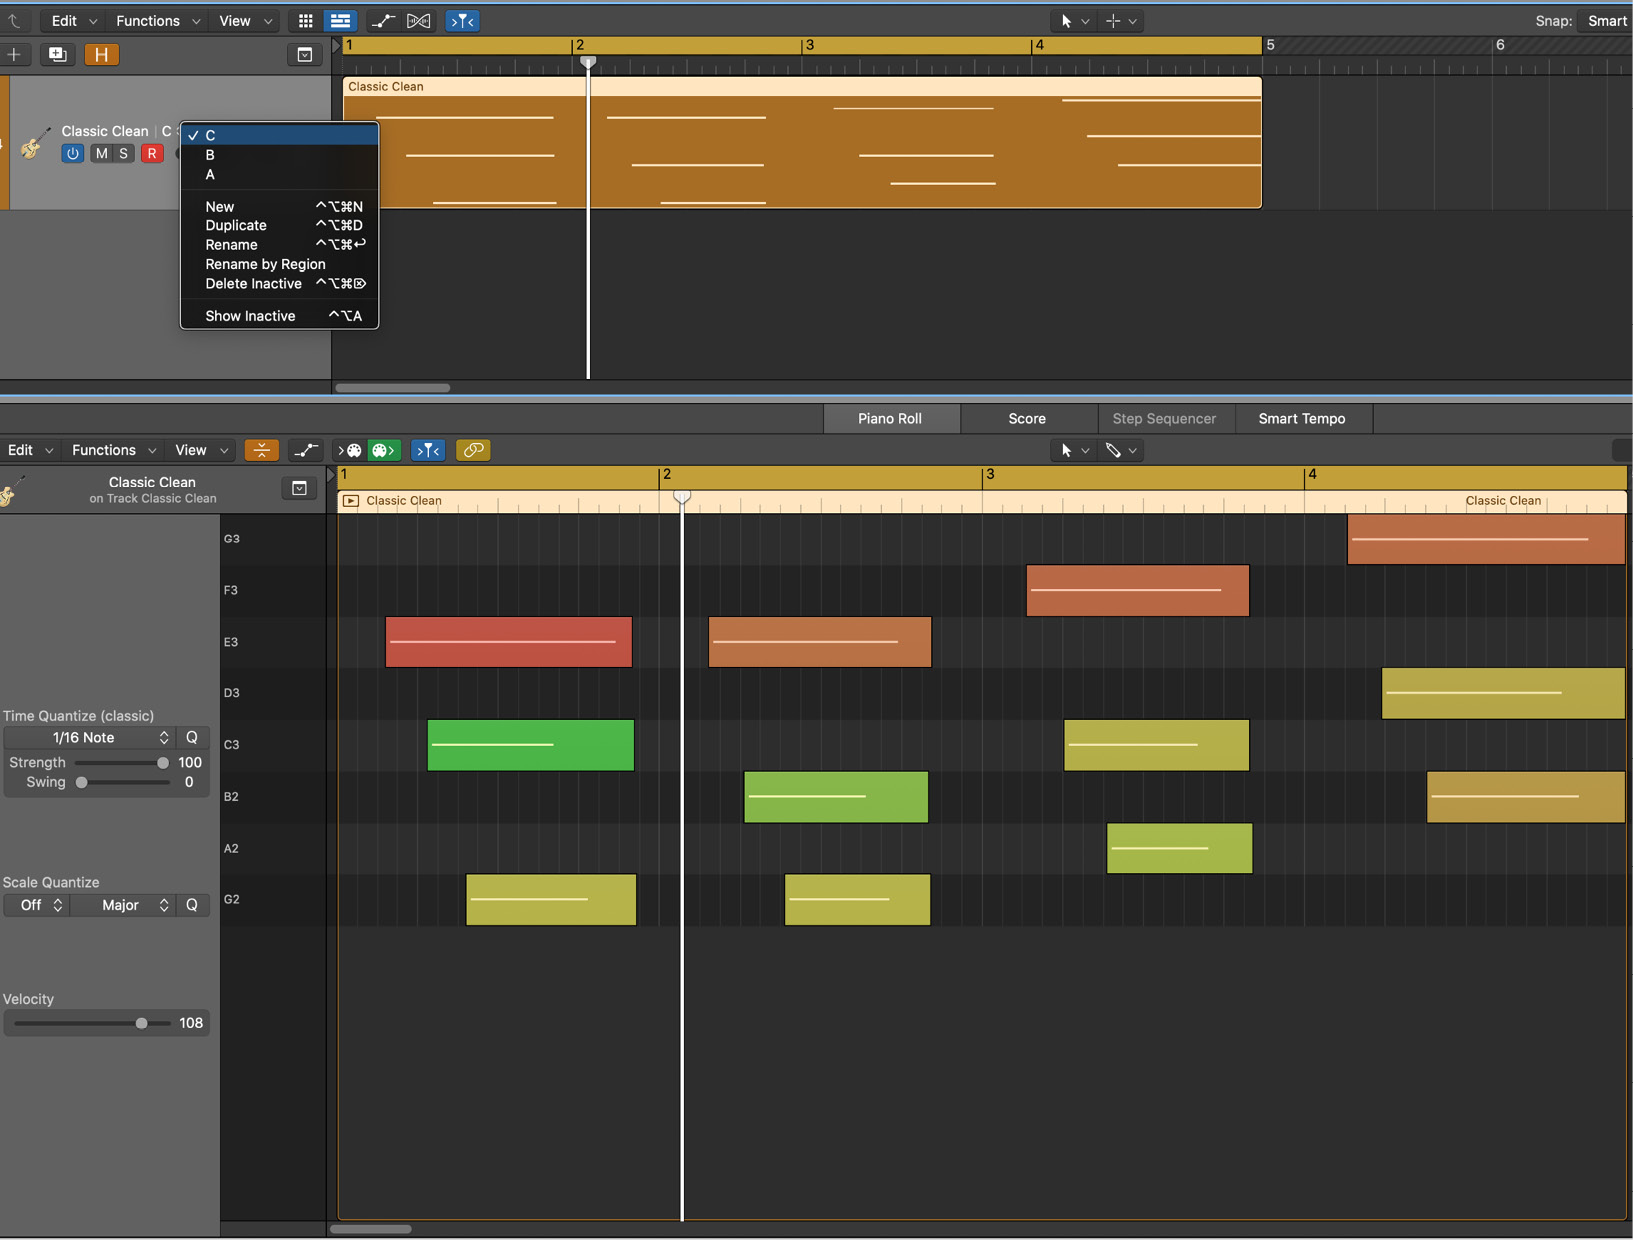 Edit Functions View Snap: Smart
H
1 2 3 4 5 6
Classic Clean
Classic Clean | C
M S R
✓ C
B
A
New ^⌥⌘N
Duplicate ^⌥⌘D
Rename ^⌥⌘↩
Rename by Region
Delete Inactive ^⌥⌘⌦
Show Inactive ^⌥A
Piano Roll Score Step Sequencer Smart Tempo
Edit Functions View
1 2 3 4
Classic Clean
on Track Classic Clean
Classic Clean Classic Clean
G3
F3
E3
D3
C3
B2
A2
G2
Time Quantize (classic)
1/16 Note Q
Strength 100
Swing 0
Scale Quantize
Off Major Q
Velocity
108